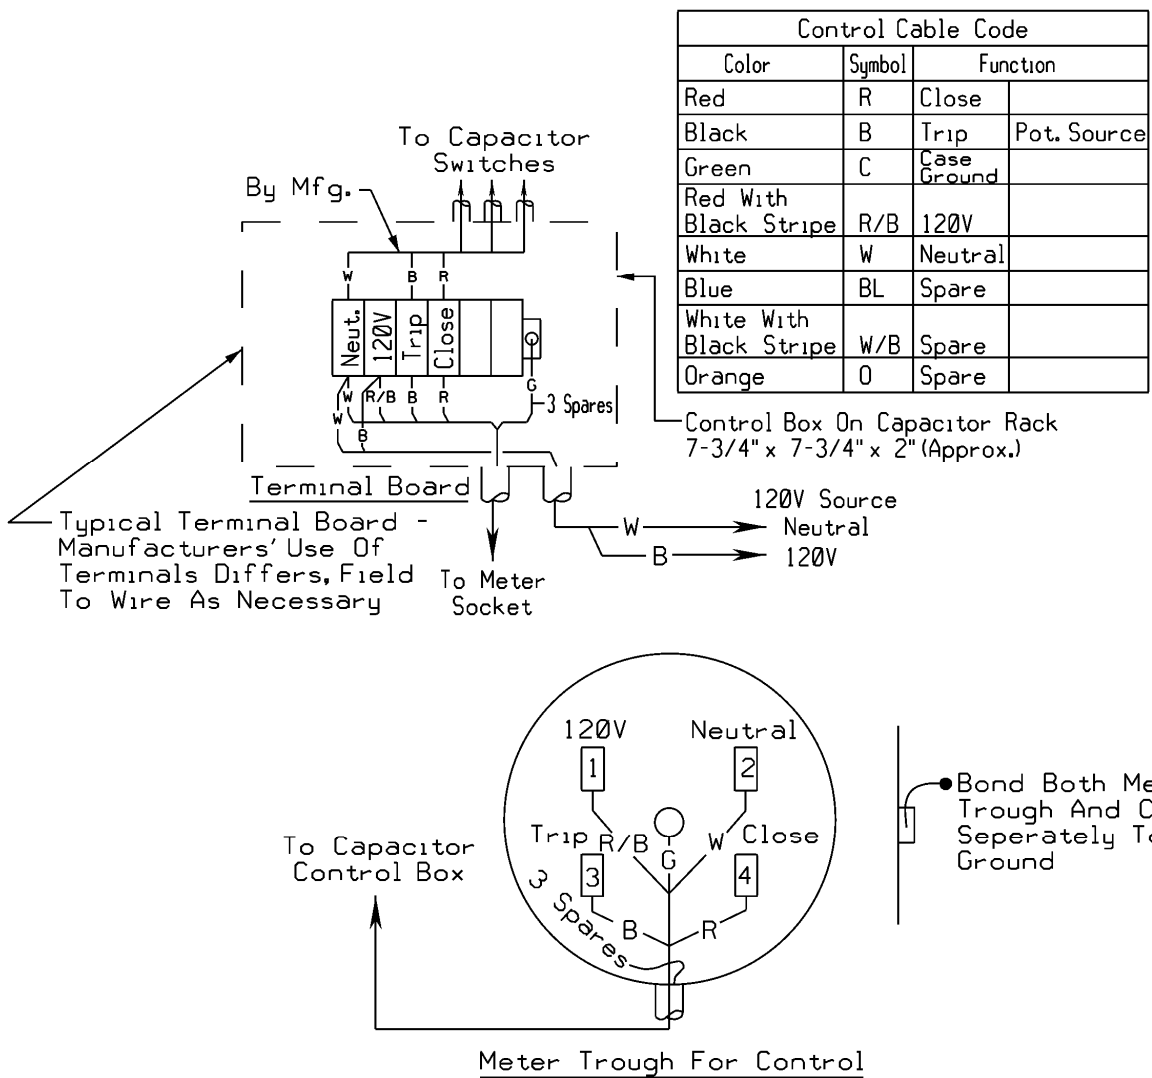 Control Cable Code
Color Symbol Function
Red R Close
Black B Trip Pot. Source
Green C Case Ground
Red With
Black Stripe R/B 120V
White W Neutral
Blue BL Spare
White With
Black Stripe W/B Spare
Orange O Spare
To Capacitor
Switches
By Mfg.
W B R
Neut. 120V Trip Close
W R/B B R G
3 Spares
W
B
Control Box On Capacitor Rack
7-3/4" x 7-3/4" x 2" (Approx.)
Terminal Board
Typical Terminal Board -
Manufacturers' Use Of
Terminals Differs, Field
To Wire As Necessary
To Meter
Socket
120V Source
W Neutral
B 120V
120V Neutral
1 2
Trip R/B W Close
G
3 4
3 Spares
B R
To Capacitor
Control Box
Bond Both Me
Trough And C
Seperately To
Ground
Meter Trough For Control